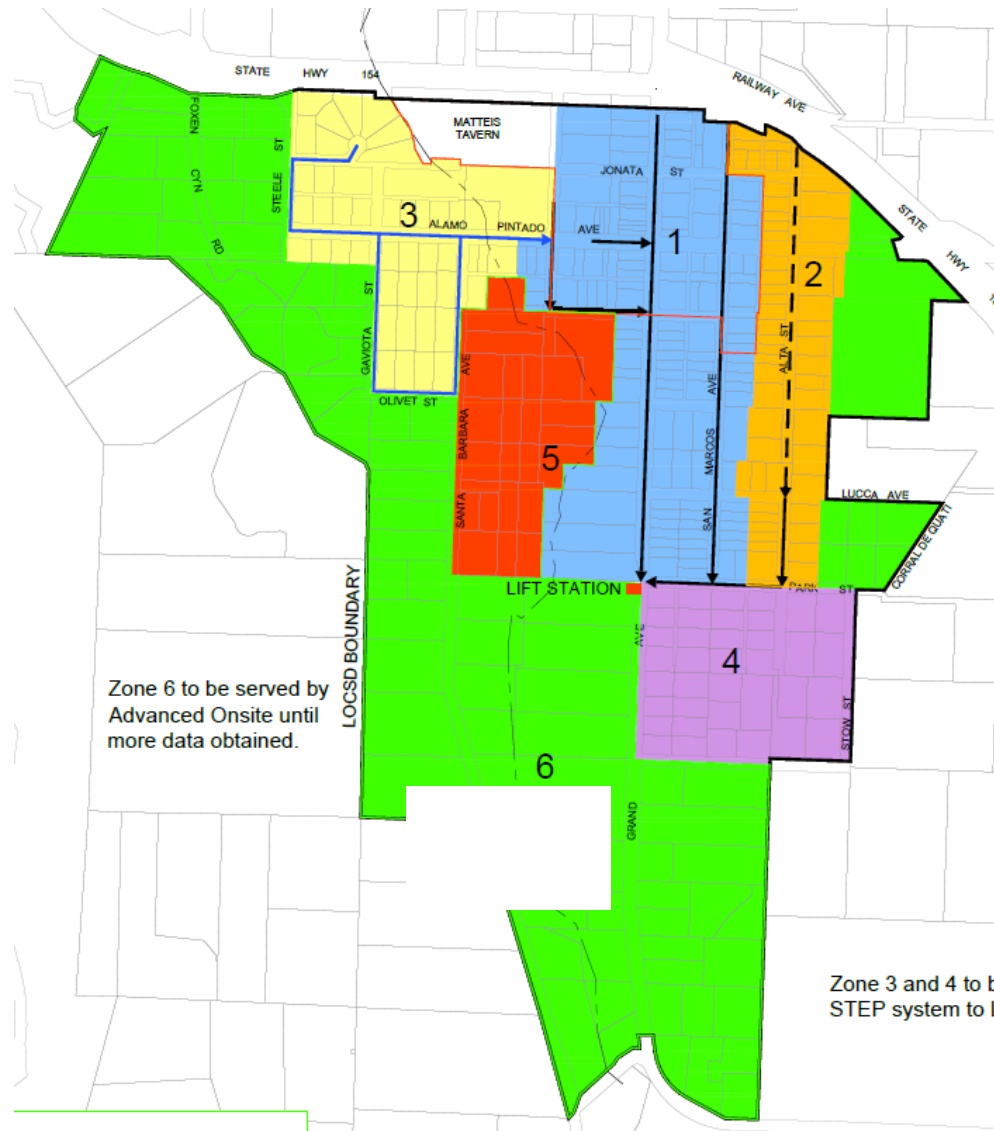 STATE HWY 154
RAILWAY AVE
FOXEN CYN RD
STEELE ST
MATTEIS
TAVERN
JONATA ST
STATE HWY
3
ALAMO PINTADO AVE
1
2
GAVIOTA ST
ALTA ST
OLIVET ST
SANTA BARBARA AVE
5
SAN MARCOS AVE
LUCCA AVE
CORRAL DE QUATI
LIFT STATION
PARK ST
LOCSD BOUNDARY
4
STOW ST
Zone 6 to be served by
Advanced Onsite until
more data obtained.
6
GRAND AVE
Zone 3 and 4 to b
STEP system to